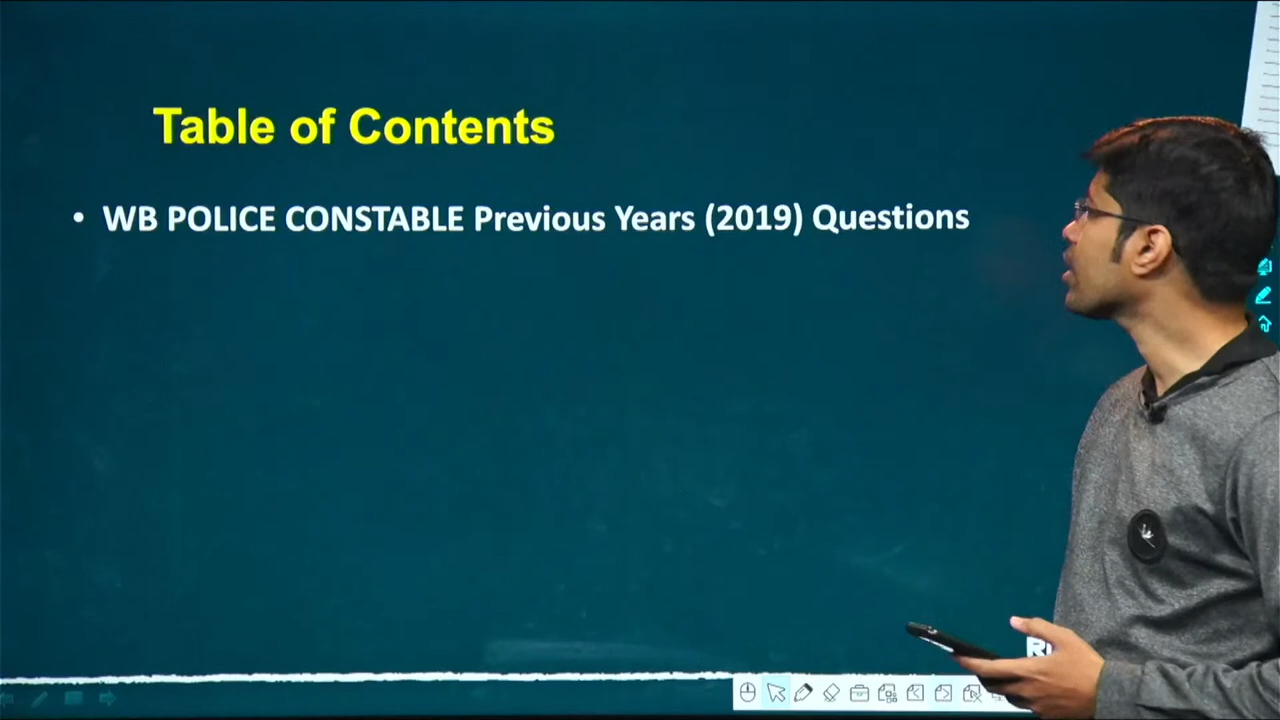 Table of Contents
• WB POLICE CONSTABLE Previous Years (2019) Questions